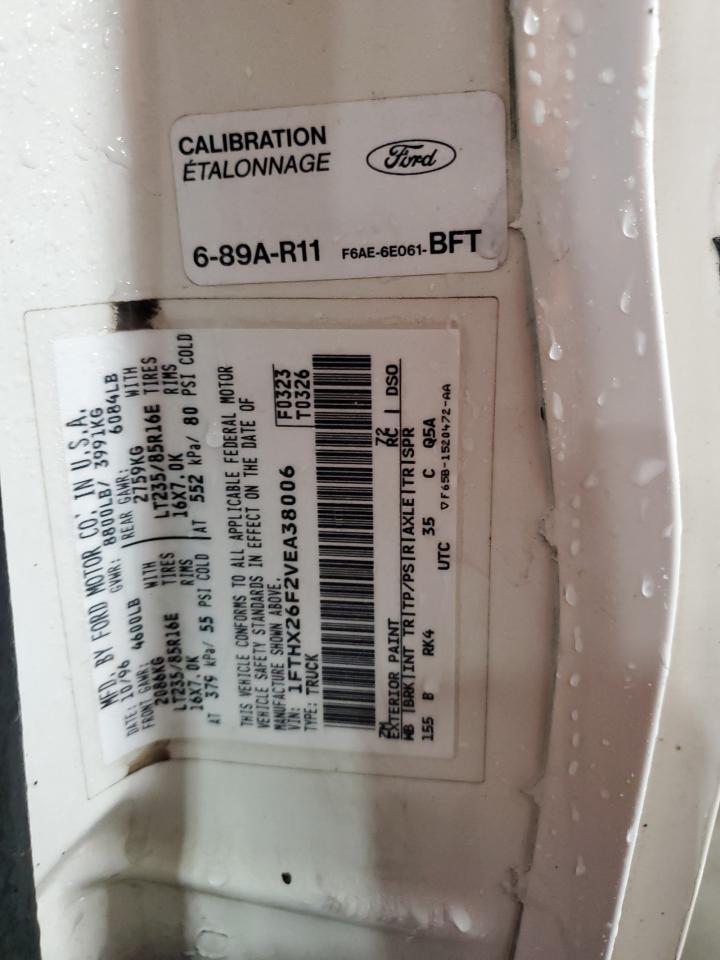 CALIBRATION
ÉTALONNAGE
Ford
6-89A-R11 F6AE-6E061-BFT
MFD. BY FORD MOTOR CO. IN U.S.A.
DATE: 10/96 GVWR: 8800LB/ 3991KG
FRONT GAWR: 4600LB REAR GAWR: 6084LB
2086KG WITH 2759KG WITH
LT235/85R16E TIRES LT235/85R16E TIRES
16X7.0K RIMS 16X7.0K RIMS
AT 379 kPa/ 55 PSI COLD AT 552 kPa/ 80 PSI COLD
THIS VEHICLE CONFORMS TO ALL APPLICABLE FEDERAL MOTOR
VEHICLE SAFETY STANDARDS IN EFFECT ON THE DATE OF
MANUFACTURE SHOWN ABOVE.
VIN: 1FTHX26F2VEA38006 F0323
TYPE: TRUCK T0326
ZM 72
EXTERIOR PAINT RC DSO
WB BRK INT TR TP/PS R AXLE TR SPR
155 B RK4 35 C Q5A
UTC ▽F65B-1520472-AA